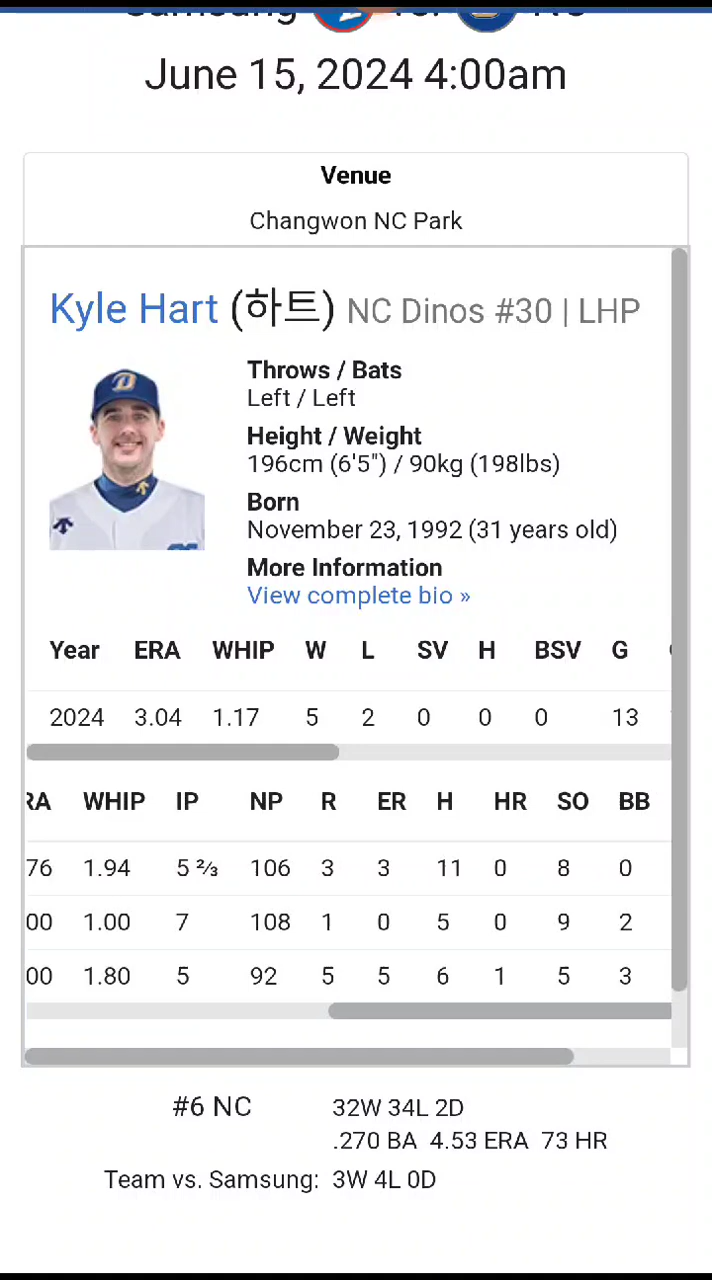 Samsung
June 15, 2024 4:00am
Venue
Changwon NC Park
Kyle Hart (하트) NC Dinos #30 | LHP
Throws / Bats
Left / Left
Height / Weight
196cm (6'5") / 90kg (198lbs)
Born
November 23, 1992 (31 years old)
More Information
View complete bio »
Year ERA WHIP W L SV H BSV G
2024 3.04 1.17 5 2 0 0 0 13
RA WHIP IP NP R ER H HR SO BB
76 1.94 5 ⅔ 106 3 3 11 0 8 0
00 1.00 7 108 1 0 5 0 9 2
00 1.80 5 92 5 5 6 1 5 3
#6 NC 32W 34L 2D
.270 BA 4.53 ERA 73 HR
Team vs. Samsung: 3W 4L 0D